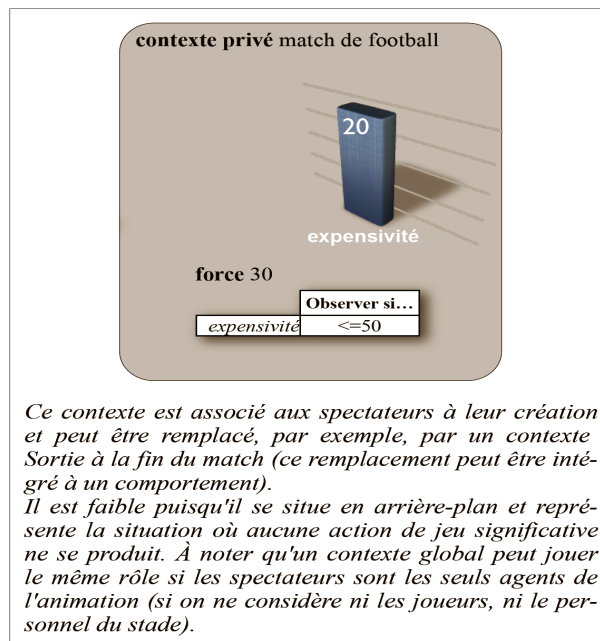 contexte privé match de football
20
expensivité
force 30
Observer si...
expensivité <=50
Ce contexte est associé aux spectateurs à leur création
et peut être remplacé, par exemple, par un contexte
Sortie à la fin du match (ce remplacement peut être inté-
gré à un comportement).
Il est faible puisqu'il se situe en arrière-plan et repré-
sente la situation où aucune action de jeu significative
ne se produit. À noter qu'un contexte global peut jouer
le même rôle si les spectateurs sont les seuls agents de
l'animation (si on ne considère ni les joueurs, ni le per-
sonnel du stade).